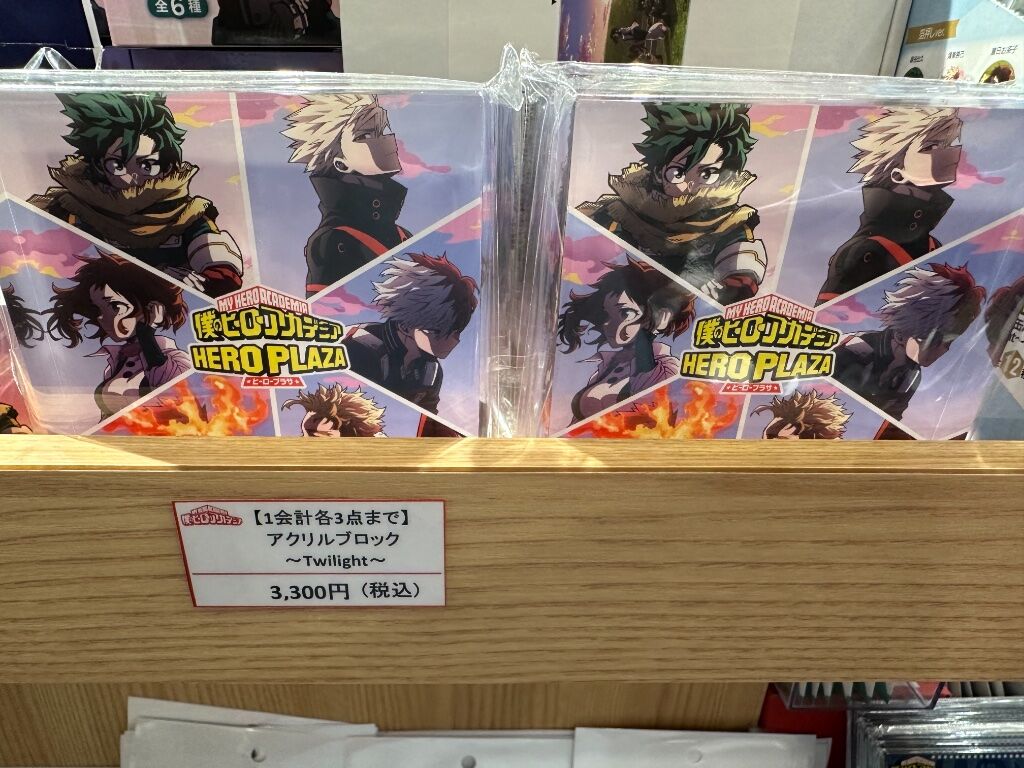 全6種
MY HERO ACADEMIA
僕のヒーローアカデミア
HERO PLAZA
★ヒーロープラザ★
MY HERO ACADEMIA
僕のヒーローアカデミア
HERO PLAZA
★ヒーロープラザ★
僕のヒーローアカデミア
【1会計各3点まで】
アクリルブロック
～Twilight～
3,300円（税込）